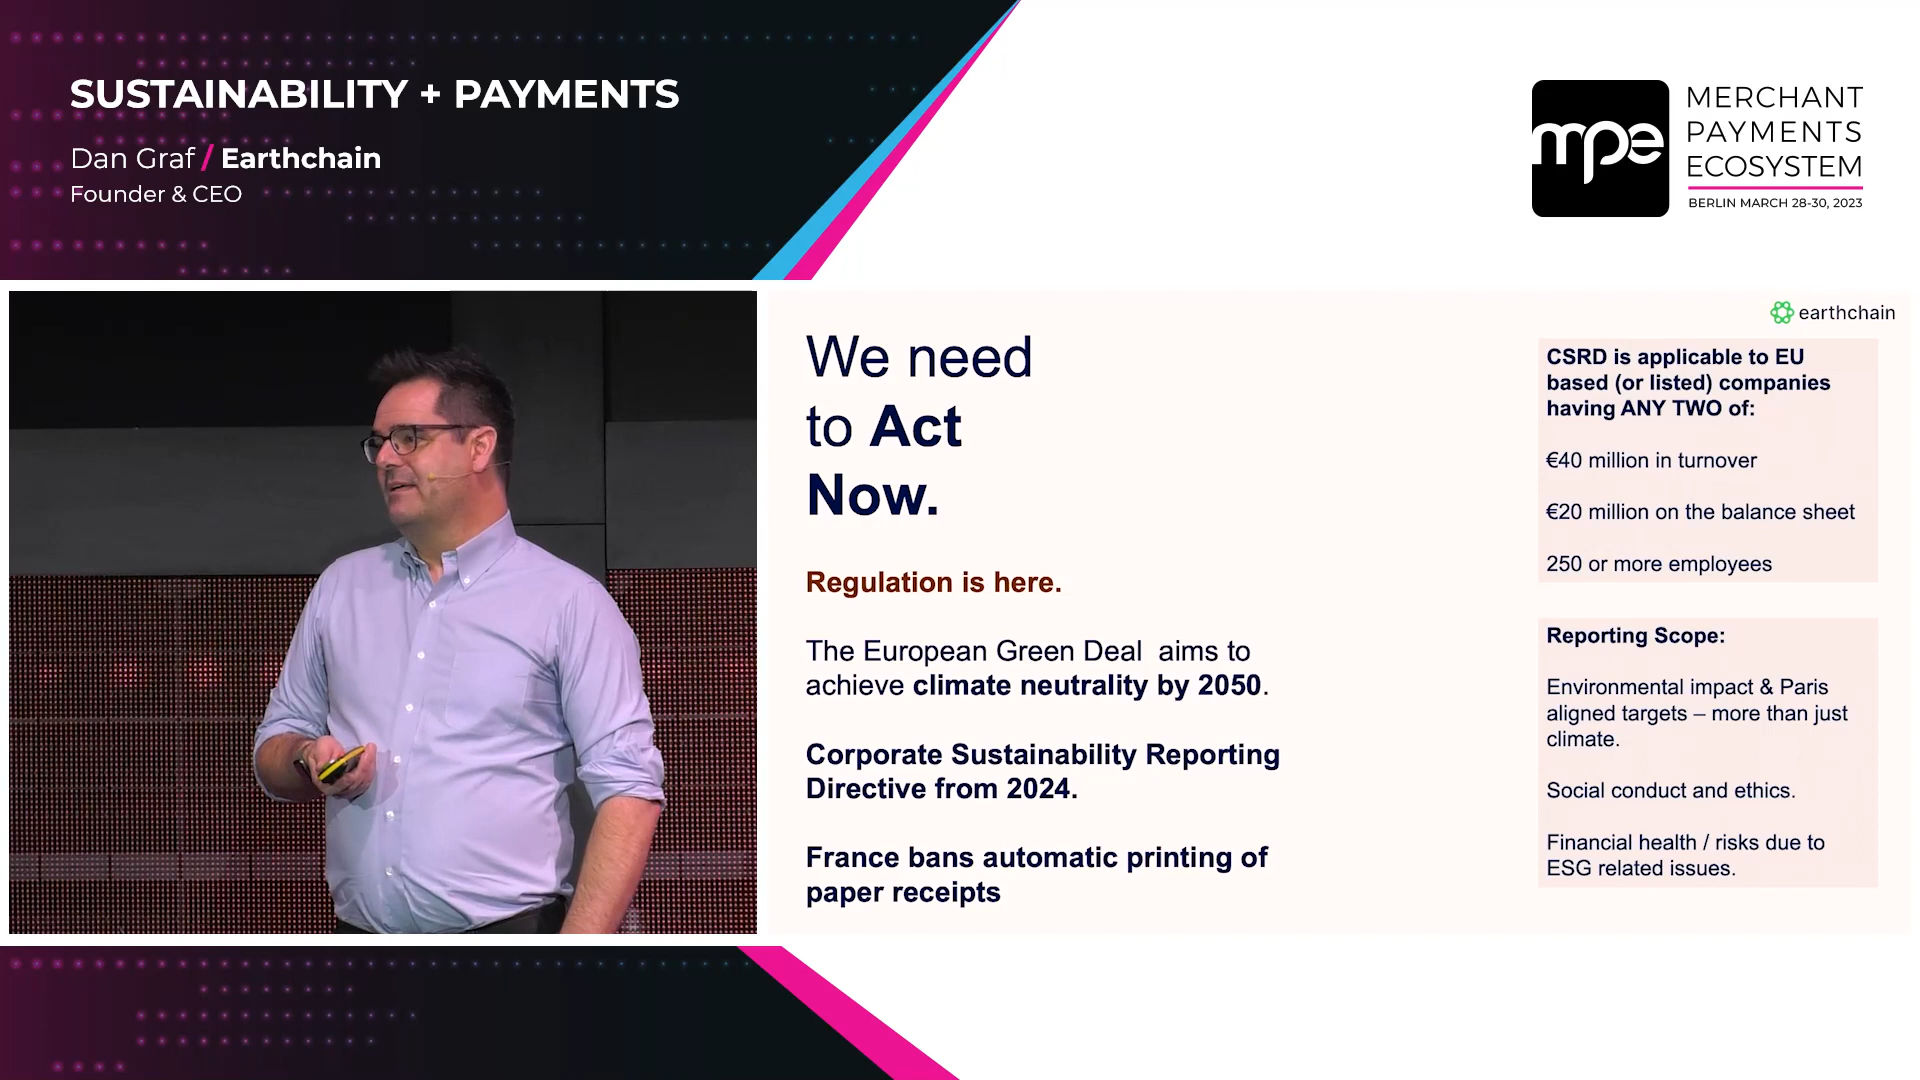 SUSTAINABILITY + PAYMENTS
Dan Graf / Earthchain
Founder & CEO
mpe
MERCHANT
PAYMENTS
ECOSYSTEM
BERLIN MARCH 28-30, 2023
earthchain
We need
to Act
Now.
Regulation is here.
The European Green Deal  aims to
achieve climate neutrality by 2050.
Corporate Sustainability Reporting
Directive from 2024.
France bans automatic printing of
paper receipts
CSRD is applicable to EU
based (or listed) companies
having ANY TWO of:
€40 million in turnover
€20 million on the balance sheet
250 or more employees
Reporting Scope:
Environmental impact & Paris
aligned targets – more than just
climate.
Social conduct and ethics.
Financial health / risks due to
ESG related issues.